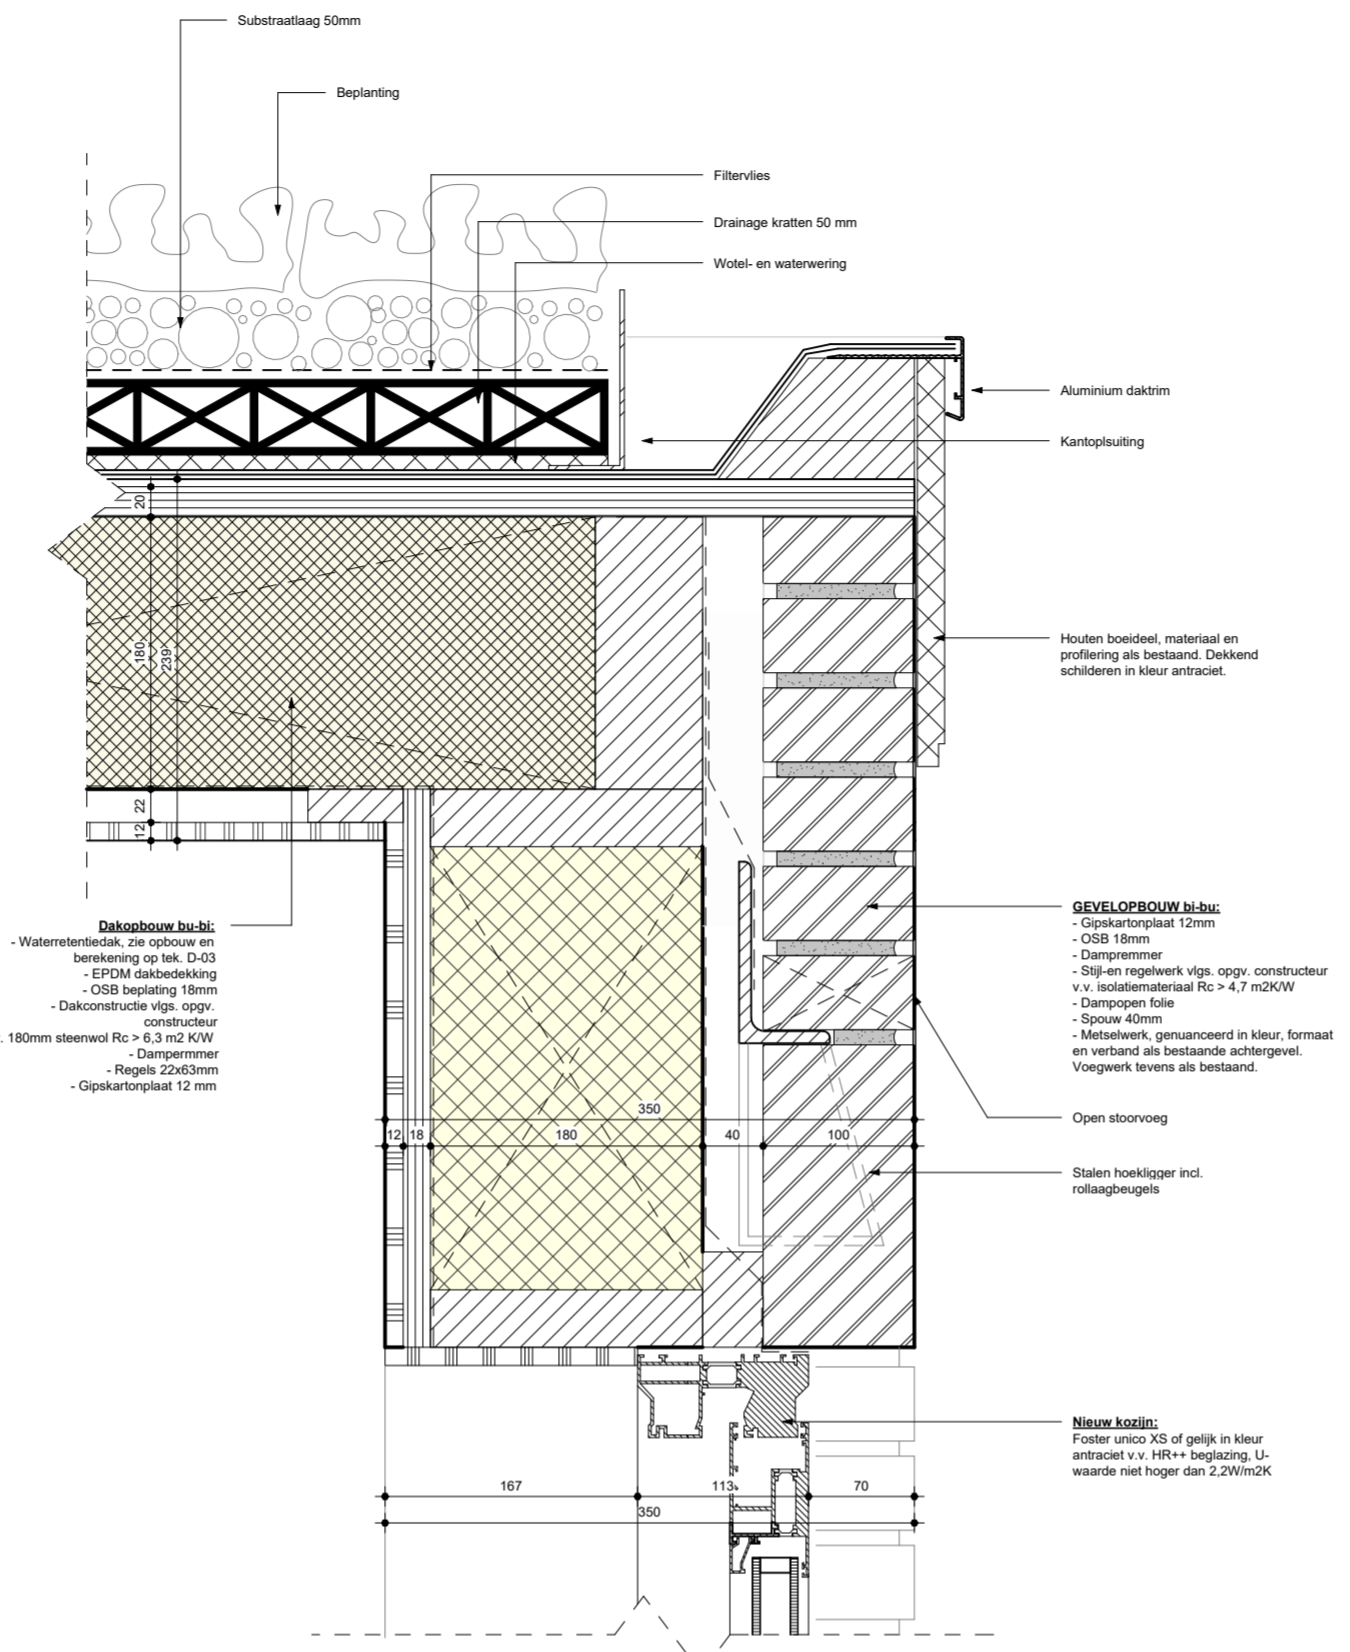 Substraatlaag 50mm
Beplanting
Filtervlies
Drainage kratten 50 mm
Wotel- en waterwering
Aluminium daktrim
Kantoplsuiting
20
180
239
22
12
Houten boeideel, materiaal en
profilering als bestaand. Dekkend
schilderen in kleur antraciet.
Dakopbouw bu-bi:
- Waterretentiedak, zie opbouw en
berekening op tek. D-03
- EPDM dakbedekking
- OSB beplating 18mm
- Dakconstructie vlgs. opgv.
constructeur
. 180mm steenwol Rc > 6,3 m2 K/W
- Dampermmer
- Regels 22x63mm
- Gipskartonplaat 12 mm
GEVELOPBOUW bi-bu:
- Gipskartonplaat 12mm
- OSB 18mm
- Dampremmer
- Stijl-en regelwerk vlgs. opgv. constructeur
v.v. isolatiemateriaal Rc > 4,7 m2K/W
- Dampopen folie
- Spouw 40mm
- Metselwerk, genuanceerd in kleur, formaat
en verband als bestaande achtergevel.
Voegwerk tevens als bestaand.
Open stoorvoeg
350
12 18 180 40 100
Stalen hoekligger incl.
rollaagbeugels
Nieuw kozijn:
Foster unico XS of gelijk in kleur
antraciet v.v. HR++ beglazing, U-
waarde niet hoger dan 2,2W/m2K
167 113 70
350